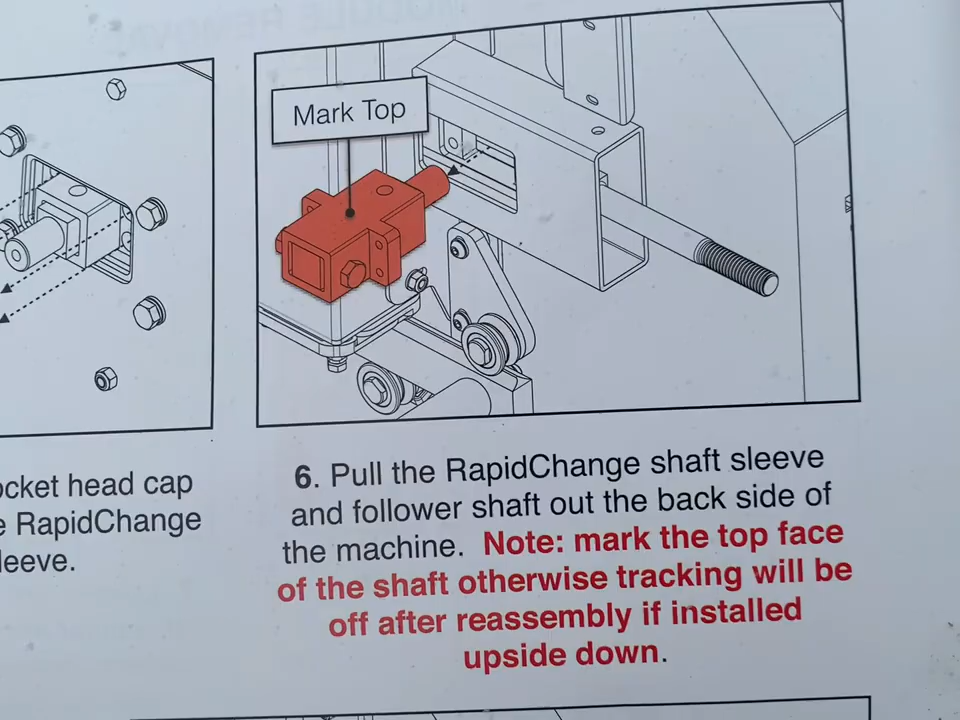 Mark Top
ocket head cap
e RapidChange
leeve.
6. Pull the RapidChange shaft sleeve
and follower shaft out the back side of
the machine. Note: mark the top face
of the shaft otherwise tracking will be
off after reassembly if installed
upside down.